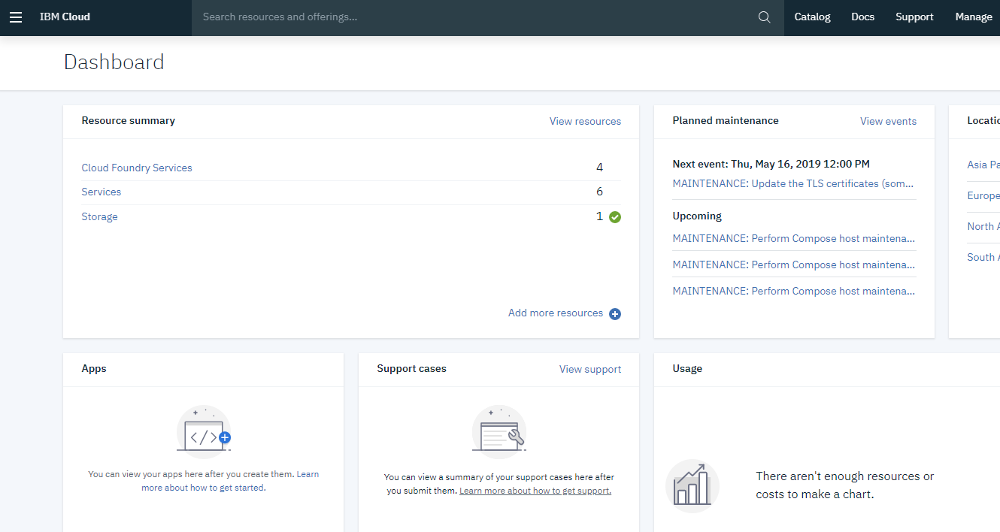 IBM Cloud
Search resources and offerings...
Catalog
Docs
Support
Manage
Dashboard
Resource summary
View resources
Cloud Foundry Services
4
Services
6
Storage
1
Add more resources
Planned maintenance
View events
Next event: Thu, May 16, 2019 12:00 PM
MAINTENANCE: Update the TLS certificates (som...
Upcoming
MAINTENANCE: Perform Compose host maintena...
MAINTENANCE: Perform Compose host maintena...
MAINTENANCE: Perform Compose host maintena...
Locatio
Asia Pa
Europe
North A
South A
Apps
</>
You can view your apps here after you create them. Learn
more about how to get started.
Support cases
View support
You can view a summary of your support cases here after
you submit them. Learn more about how to get support.
Usage
There aren't enough resources or
costs to make a chart.